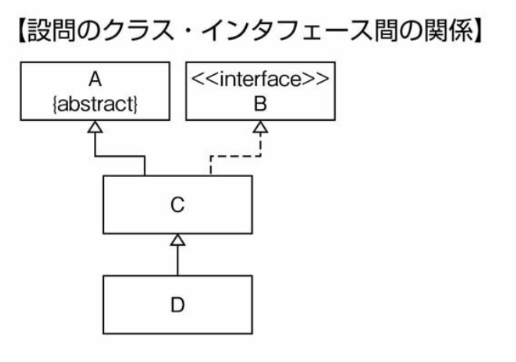 【設問のクラス・インタフェース間の関係】
A
{abstract}
<<interface>>
B
C
D